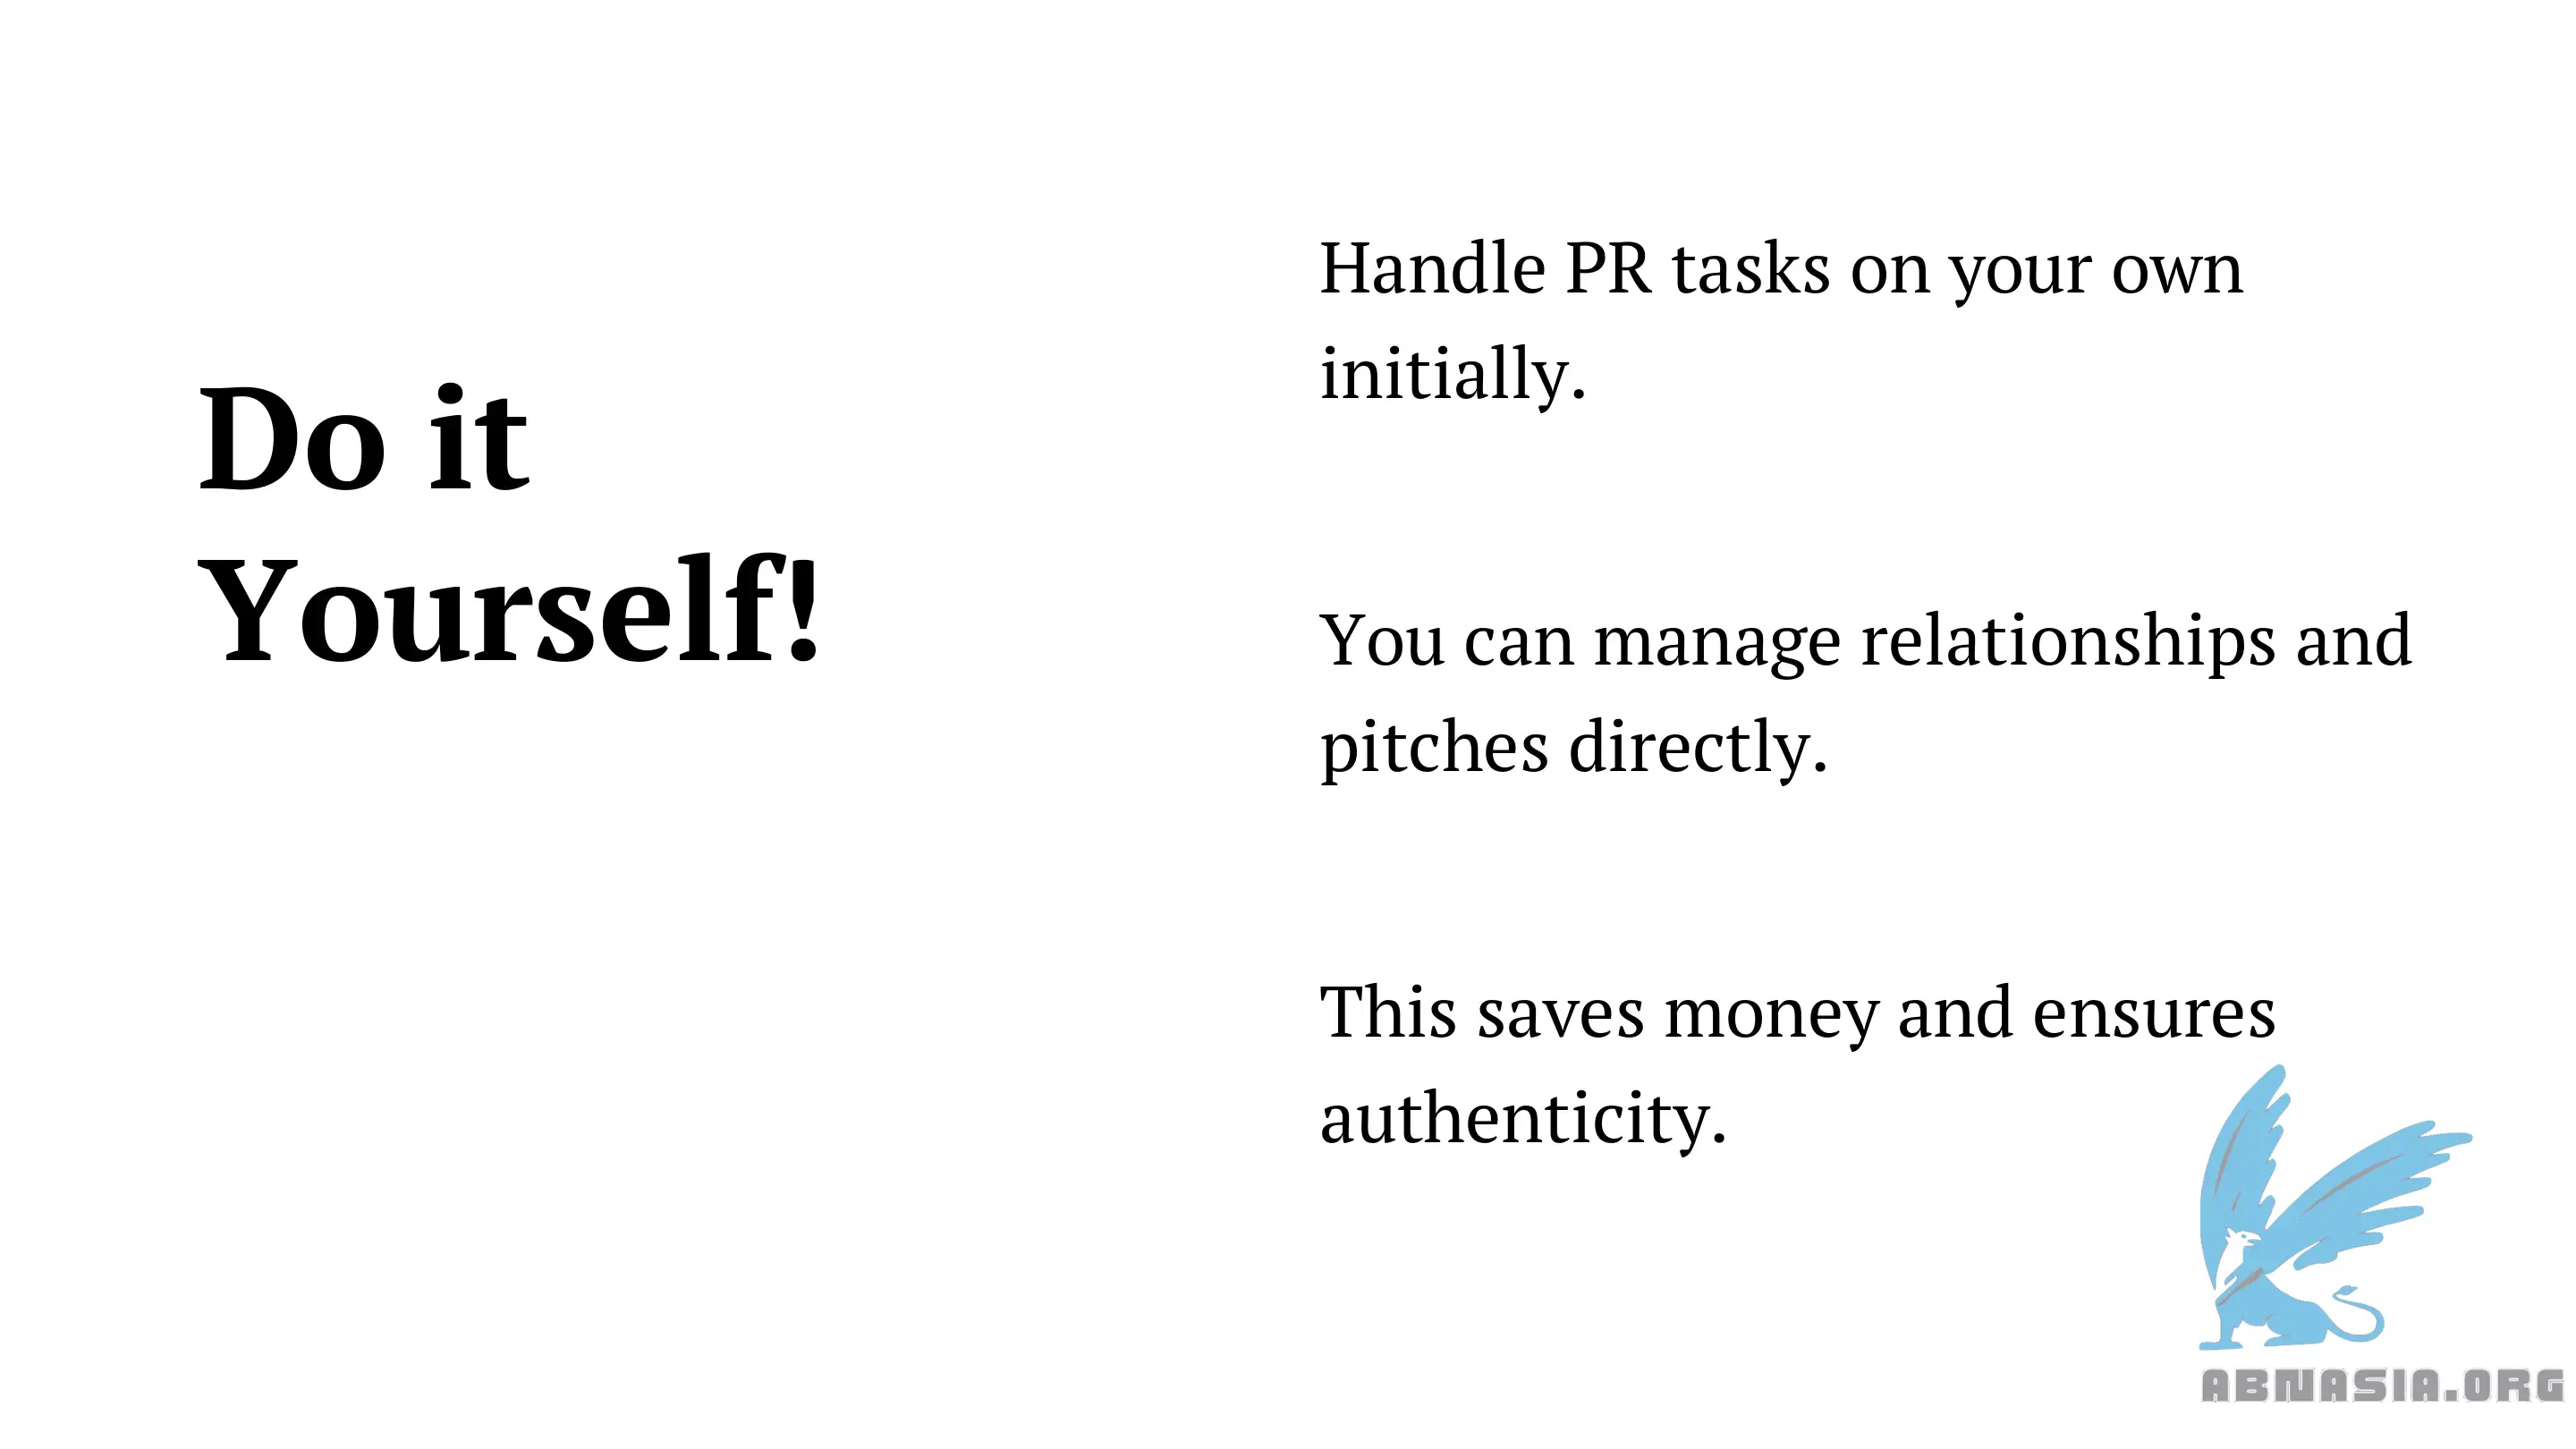 Do it
Yourself!
Handle PR tasks on your own
initially.
You can manage relationships and
pitches directly.
This saves money and ensures
authenticity.
ABNASIA.ORG